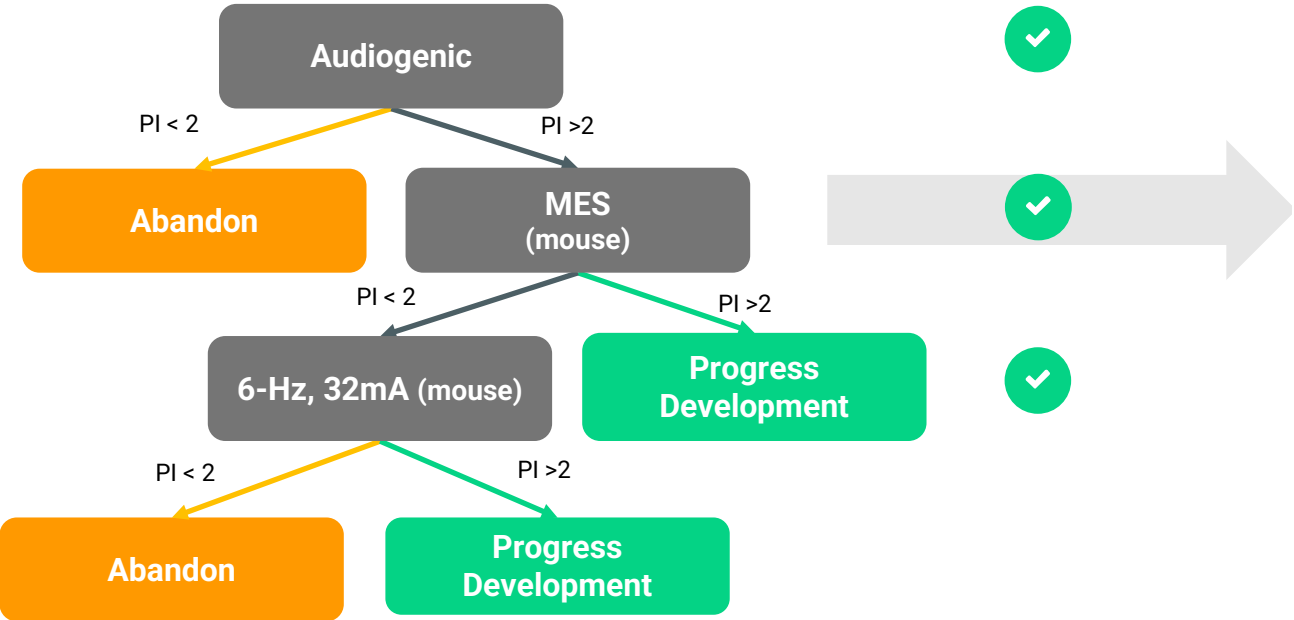 Audiogenic
PI < 2
PI >2
Abandon
MES
(mouse)
PI < 2
PI >2
6-Hz, 32mA (mouse)
Progress
Development
PI < 2
PI >2
Abandon
Progress
Development